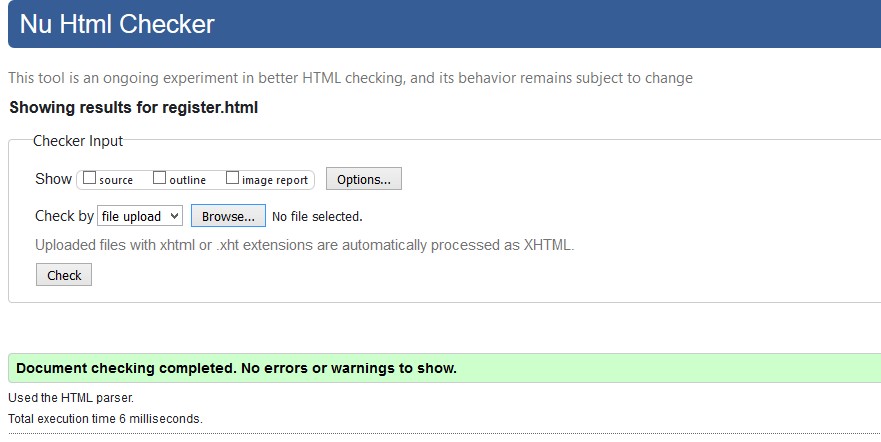 Nu Html Checker
This tool is an ongoing experiment in better HTML checking, and its behavior remains subject to change
Showing results for register.html
Checker Input
Show source outline image report Options...
Check by file upload Browse... No file selected.
Uploaded files with xhtml or .xht extensions are automatically processed as XHTML.
Check
Document checking completed. No errors or warnings to show.
Used the HTML parser.
Total execution time 6 milliseconds.